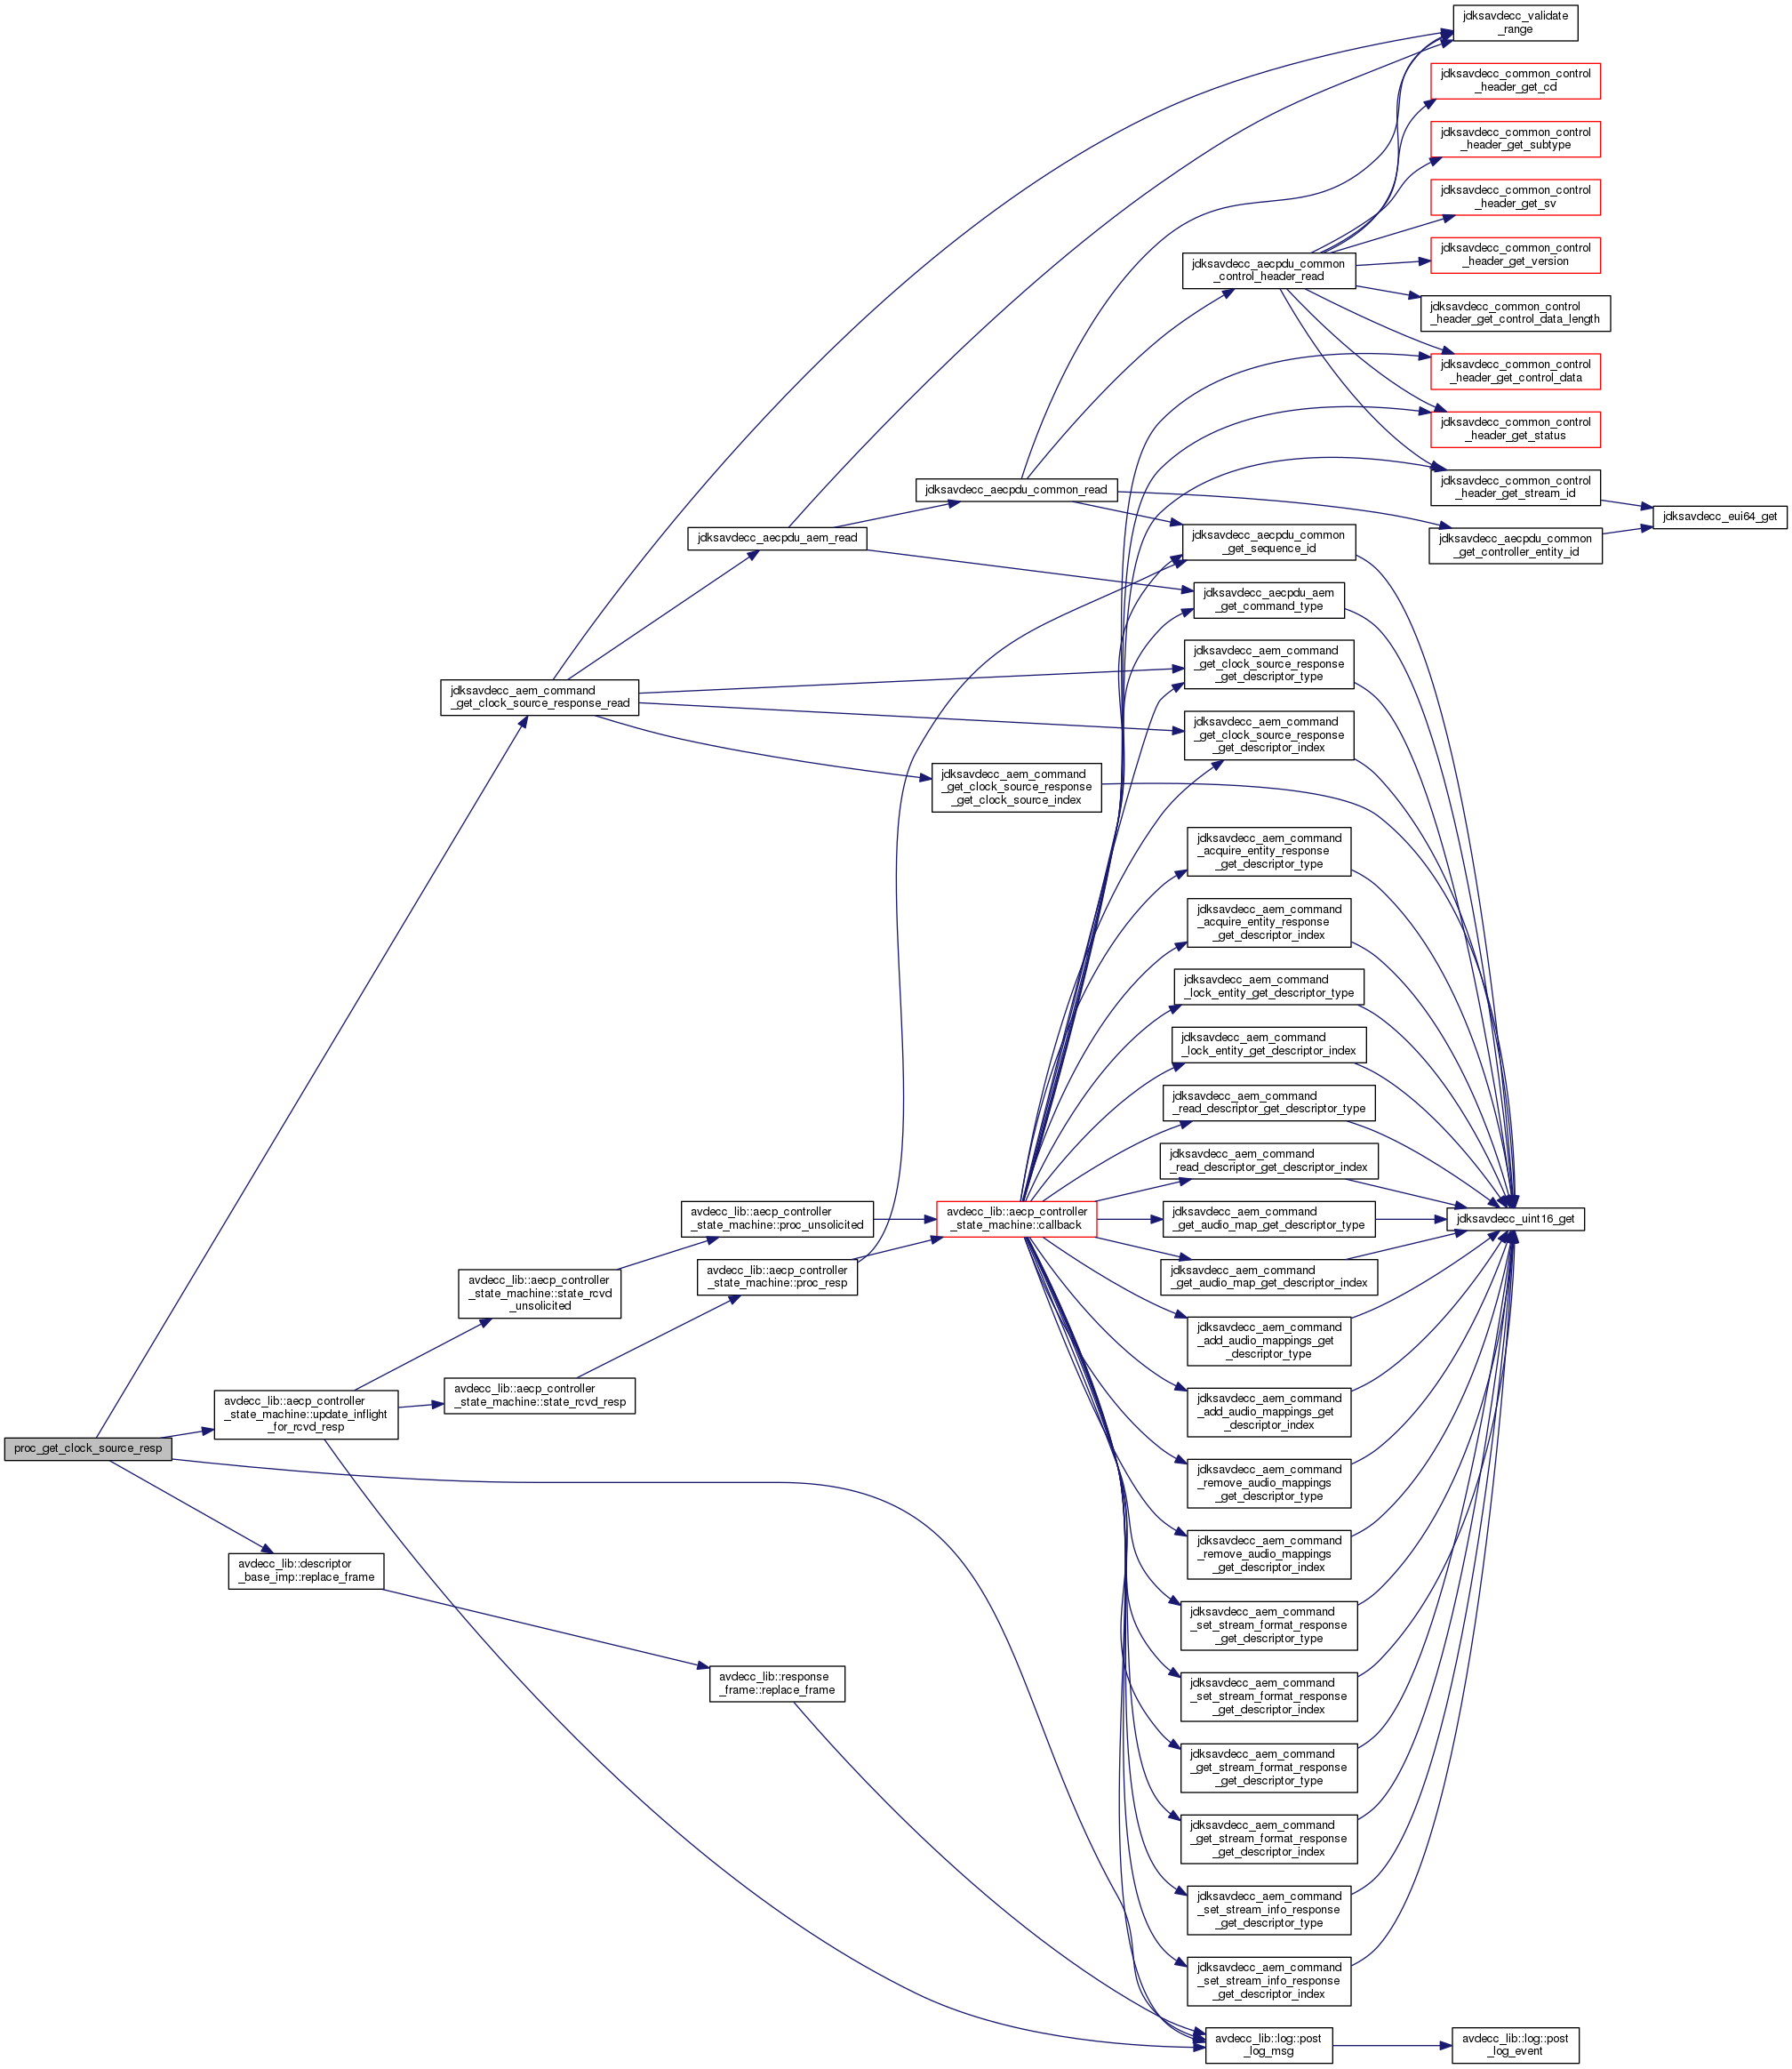 jdksavdecc_validate
_range
jdksavdecc_common_control
_header_get_cd
jdksavdecc_common_control
_header_get_subtype
jdksavdecc_common_control
_header_get_sv
jdksavdecc_common_control
_header_get_version
jdksavdecc_aecpdu_common
_control_header_read
jdksavdecc_common_control
_header_get_control_data_length
jdksavdecc_common_control
_header_get_control_data
jdksavdecc_common_control
_header_get_status
jdksavdecc_common_control
_header_get_stream_id
jdksavdecc_eui64_get
jdksavdecc_aecpdu_common_read
jdksavdecc_aecpdu_common
_get_controller_entity_id
jdksavdecc_aecpdu_aem_read
jdksavdecc_aecpdu_common
_get_sequence_id
jdksavdecc_aecpdu_aem
_get_command_type
jdksavdecc_aem_command
_get_clock_source_response
_get_descriptor_type
jdksavdecc_aem_command
_get_clock_source_response_read
jdksavdecc_aem_command
_get_clock_source_response
_get_descriptor_index
jdksavdecc_aem_command
_get_clock_source_response
_get_clock_source_index
jdksavdecc_aem_command
_acquire_entity_response
_get_descriptor_type
jdksavdecc_aem_command
_acquire_entity_response
_get_descriptor_index
jdksavdecc_aem_command
_lock_entity_get_descriptor_type
jdksavdecc_aem_command
_lock_entity_get_descriptor_index
jdksavdecc_aem_command
_read_descriptor_get_descriptor_type
jdksavdecc_aem_command
_read_descriptor_get_descriptor_index
avdecc_lib::aecp_controller
_state_machine::proc_unsolicited
avdecc_lib::aecp_controller
_state_machine::callback
jdksavdecc_aem_command
_get_audio_map_get_descriptor_type
jdksavdecc_uint16_get
avdecc_lib::aecp_controller
_state_machine::state_rcvd
_unsolicited
avdecc_lib::aecp_controller
_state_machine::proc_resp
jdksavdecc_aem_command
_get_audio_map_get_descriptor_index
jdksavdecc_aem_command
_add_audio_mappings_get
_descriptor_type
avdecc_lib::aecp_controller
_state_machine::update_inflight
_for_rcvd_resp
avdecc_lib::aecp_controller
_state_machine::state_rcvd_resp
jdksavdecc_aem_command
_add_audio_mappings_get
_descriptor_index
proc_get_clock_source_resp
jdksavdecc_aem_command
_remove_audio_mappings
_get_descriptor_type
avdecc_lib::descriptor
_base_imp::replace_frame
jdksavdecc_aem_command
_remove_audio_mappings
_get_descriptor_index
jdksavdecc_aem_command
_set_stream_format_response
_get_descriptor_type
avdecc_lib::response
_frame::replace_frame
jdksavdecc_aem_command
_set_stream_format_response
_get_descriptor_index
jdksavdecc_aem_command
_get_stream_format_response
_get_descriptor_type
jdksavdecc_aem_command
_get_stream_format_response
_get_descriptor_index
jdksavdecc_aem_command
_set_stream_info_response
_get_descriptor_type
jdksavdecc_aem_command
_set_stream_info_response
_get_descriptor_index
avdecc_lib::log::post
_log_msg
avdecc_lib::log::post
_log_event